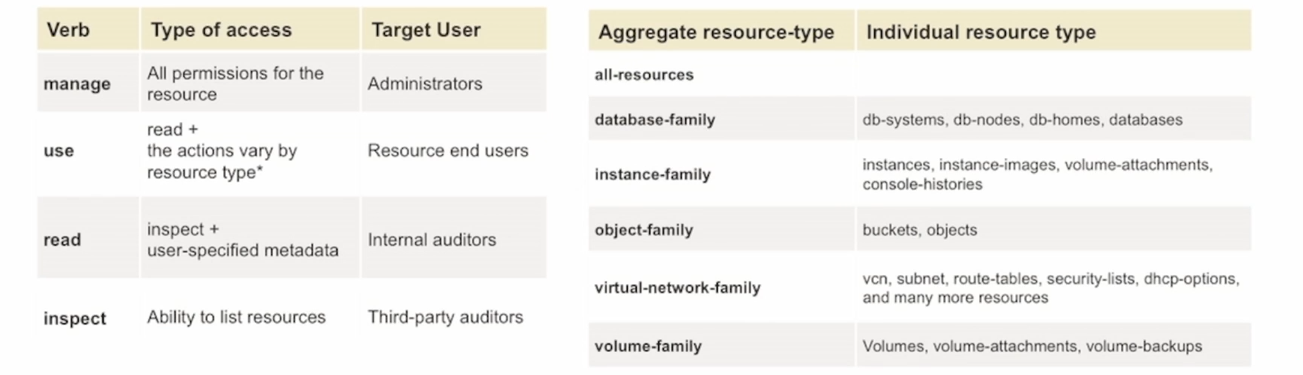 Verb Type of access Target User
manage All permissions for the
resource Administrators
use read +
the actions vary by
resource type* Resource end users
read inspect +
user-specified metadata Internal auditors
inspect Ability to list resources Third-party auditors
Aggregate resource-type Individual resource type
all-resources
database-family db-systems, db-nodes, db-homes, databases
instance-family instances, instance-images, volume-attachments,
console-histories
object-family buckets, objects
virtual-network-family vcn, subnet, route-tables, security-lists, dhcp-options,
and many more resources
volume-family Volumes, volume-attachments, volume-backups